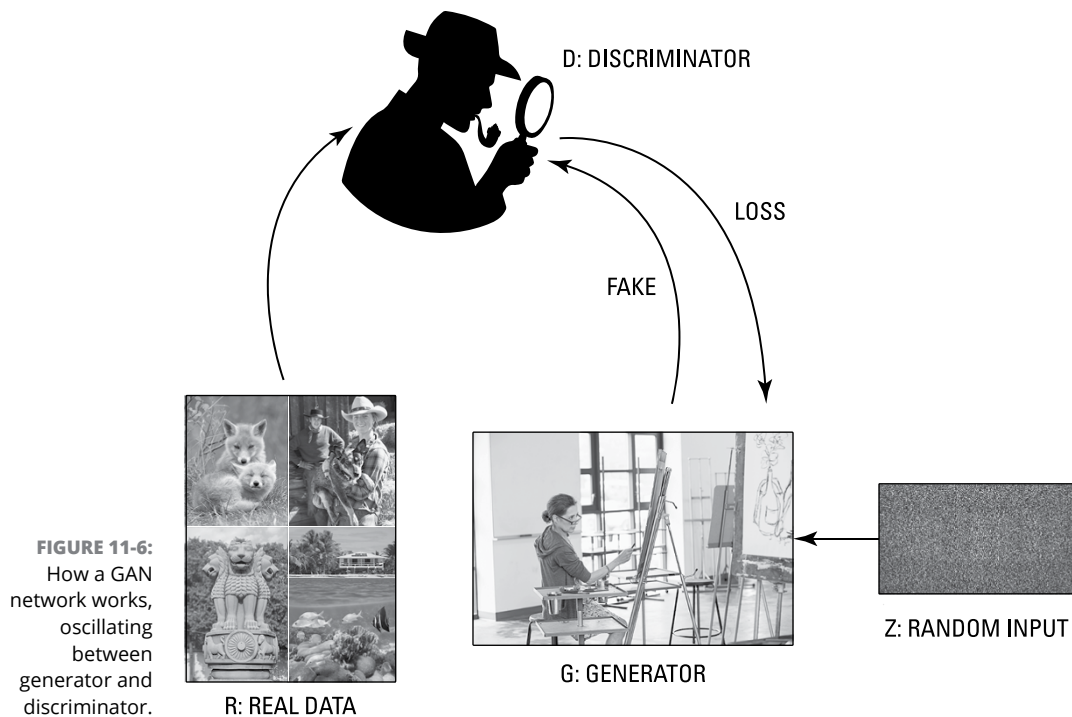 D: DISCRIMINATOR
LOSS
FAKE
FIGURE 11-6:
How a GAN
network works,
oscillating
between
generator and
discriminator.
R: REAL DATA
G: GENERATOR
Z: RANDOM INPUT